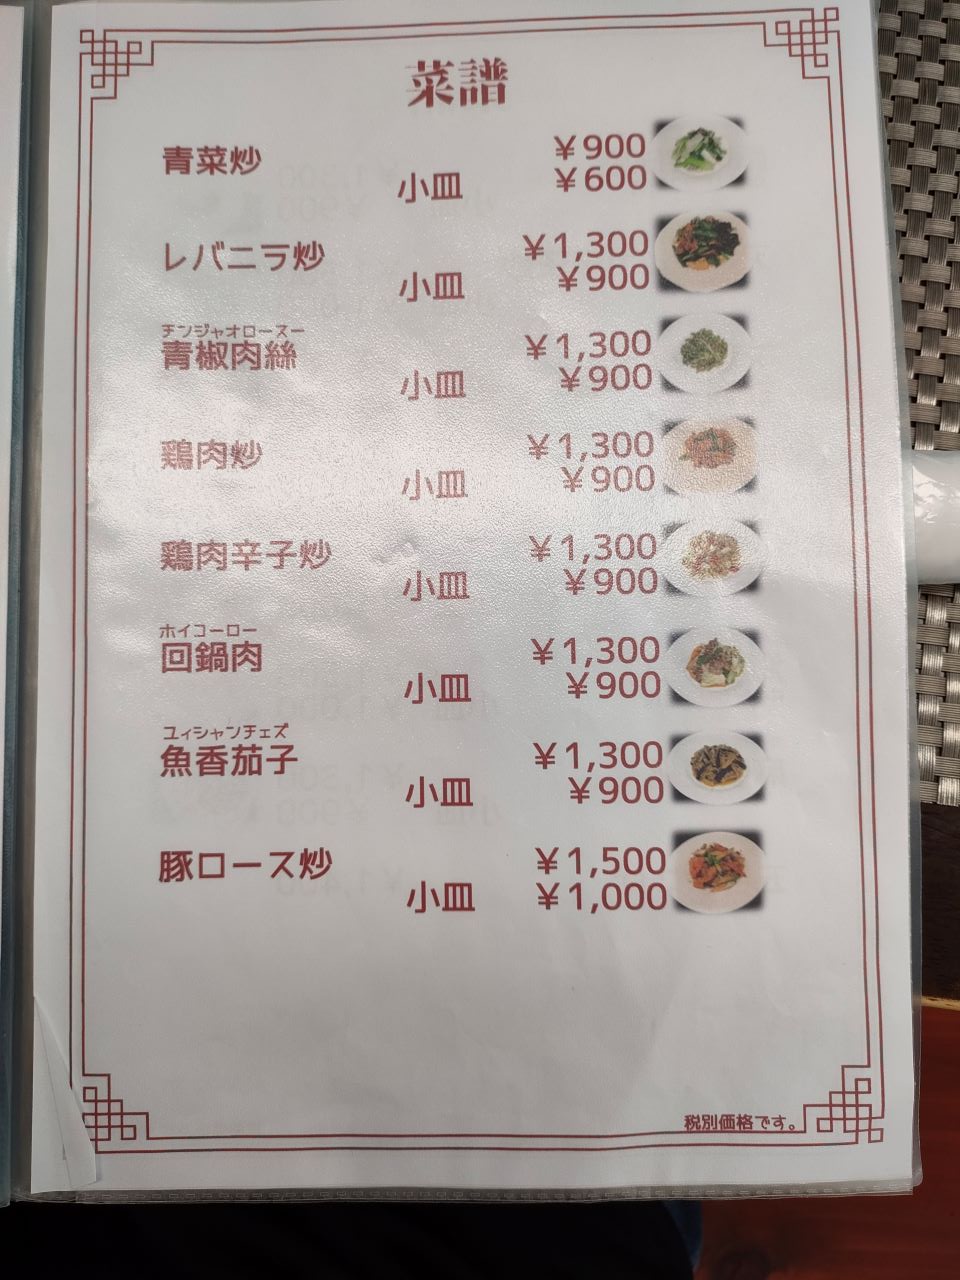 菜譜
青菜炒 ¥900
小皿 ¥600
レバニラ炒 ¥1,300
小皿 ¥900
チンジャオロースー
青椒肉絲 ¥1,300
小皿 ¥900
鶏肉炒 ¥1,300
小皿 ¥900
鶏肉辛子炒 ¥1,300
小皿 ¥900
ホイコーロー
回鍋肉 ¥1,300
小皿 ¥900
ユィシャンチェズ
魚香茄子 ¥1,300
小皿 ¥900
豚ロース炒 ¥1,500
小皿 ¥1,000
税別価格です。